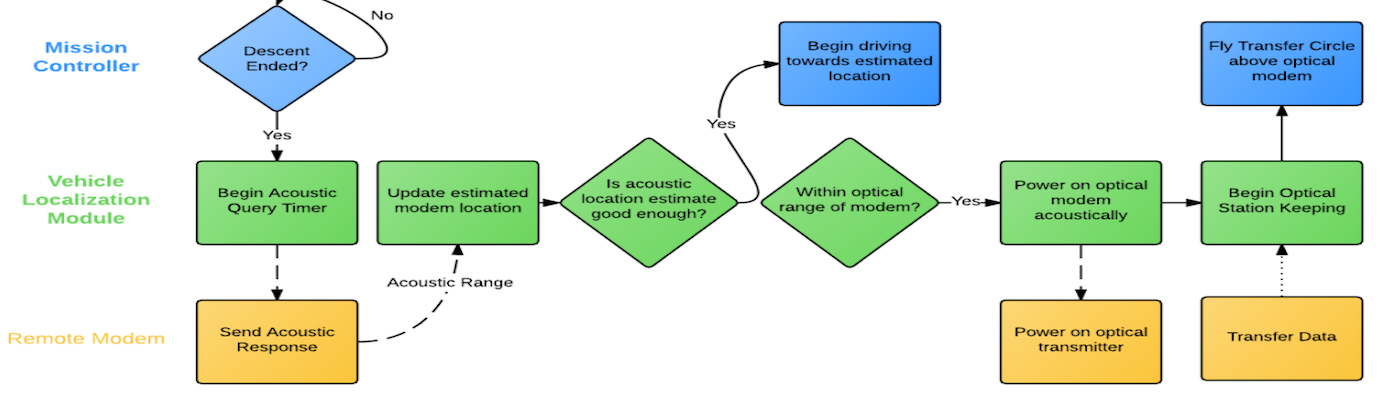 No
Mission
Controller
Descent
Ended?
Begin driving
towards estimated
location
Fly Transfer Circle
above optical
modem
Yes
Yes
Vehicle
Localization
Module
Begin Acoustic
Query Timer
Update estimated
modem location
Is acoustic
location estimate
good enough?
Within optical
range of modem?
Yes
Power on optical
modem
acoustically
Begin Optical
Station Keeping
Acoustic Range
Remote Modem
Send Acoustic
Response
Power on optical
transmitter
Transfer Data